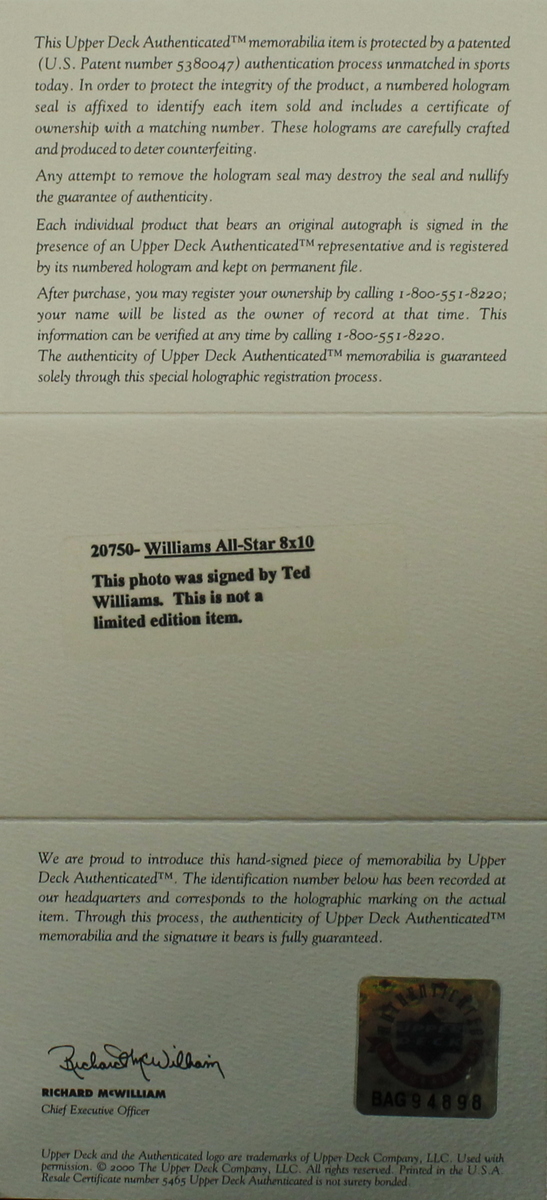 This Upper Deck Authenticated™ memorabilia item is protected by a patented
(U.S. Patent number 5380047) authentication process unmatched in sports
today. In order to protect the integrity of the product, a numbered hologram
seal is affixed to identify each item sold and includes a certificate of
ownership with a matching number. These holograms are carefully crafted
and produced to deter counterfeiting.
Any attempt to remove the hologram seal may destroy the seal and nullify
the guarantee of authenticity.
Each individual product that bears an original autograph is signed in the
presence of an Upper Deck Authenticated™ representative and is registered
by its numbered hologram and kept on permanent file.
After purchase, you may register your ownership by calling 1-800-551-8220;
your name will be listed as the owner of record at that time. This
information can be verified at any time by calling 1-800-551-8220.
The authenticity of Upper Deck Authenticated™ memorabilia is guaranteed
solely through this special holographic registration process.
20750- Williams All-Star 8x10
This photo was signed by Ted
Williams. This is not a
limited edition item.
We are proud to introduce this hand-signed piece of memorabilia by Upper
Deck Authenticated™. The identification number below has been recorded at
our headquarters and corresponds to the holographic marking on the actual
item. Through this process, the authenticity of Upper Deck Authenticated™
memorabilia and the signature it bears is fully guaranteed.
Richard McWilliam
RICHARD McWILLIAM
Chief Executive Officer
AUTHENTICATED
BAG94898
Upper Deck and the Authenticated logo are trademarks of Upper Deck Company, LLC. Used with
permission. © 2000 The Upper Deck Company, LLC. All rights reserved. Printed in the U.S.A.
Resale Certificate number 5465 Upper Deck Authenticated is not surety bonded.